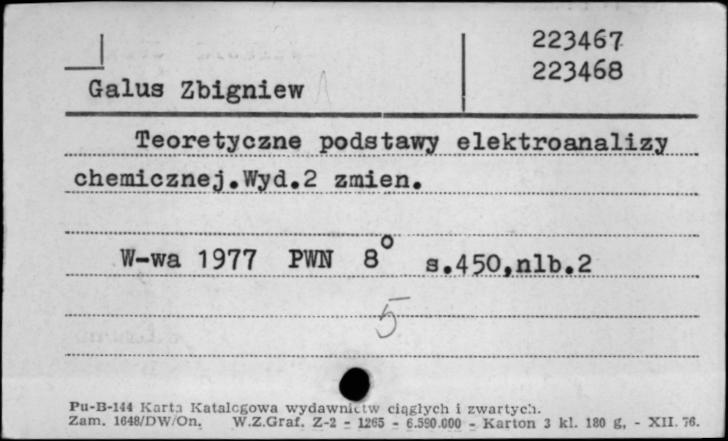 223467
223468
Galus Zbigniew
Teoretyczne podstawy elektroanalizy
chemicznej.Wyd.2 zmien.
W-wa 1977 PWN 8° s.450,nlb.2
5
Pu-B-144 Karta Katalogowa wydawnictw ciągłych i zwartych.
Zam. 1648/DW/On. W.Z.Graf. Z-2 - 1265 - 6.590.000 - Karton 3 kl. 180 g, - XII. 76.